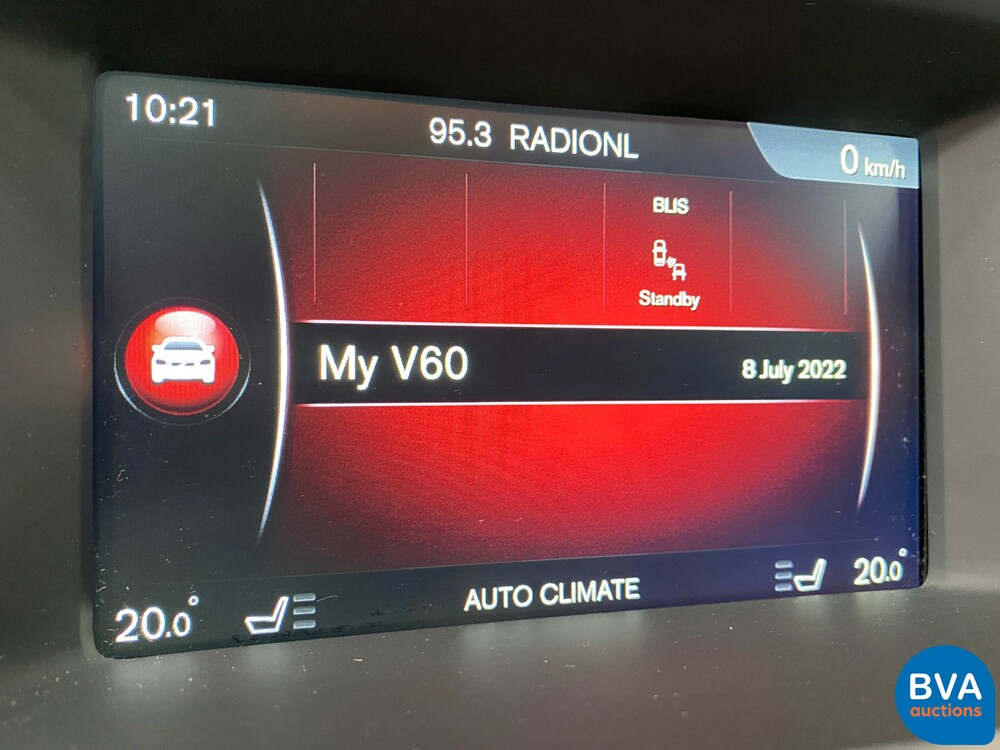 10:21
95.3 RADIONL
0 km/h
BLIS
Standby
My V60
8 July 2022
20.0°
AUTO CLIMATE
20.0°
BVA
auctions